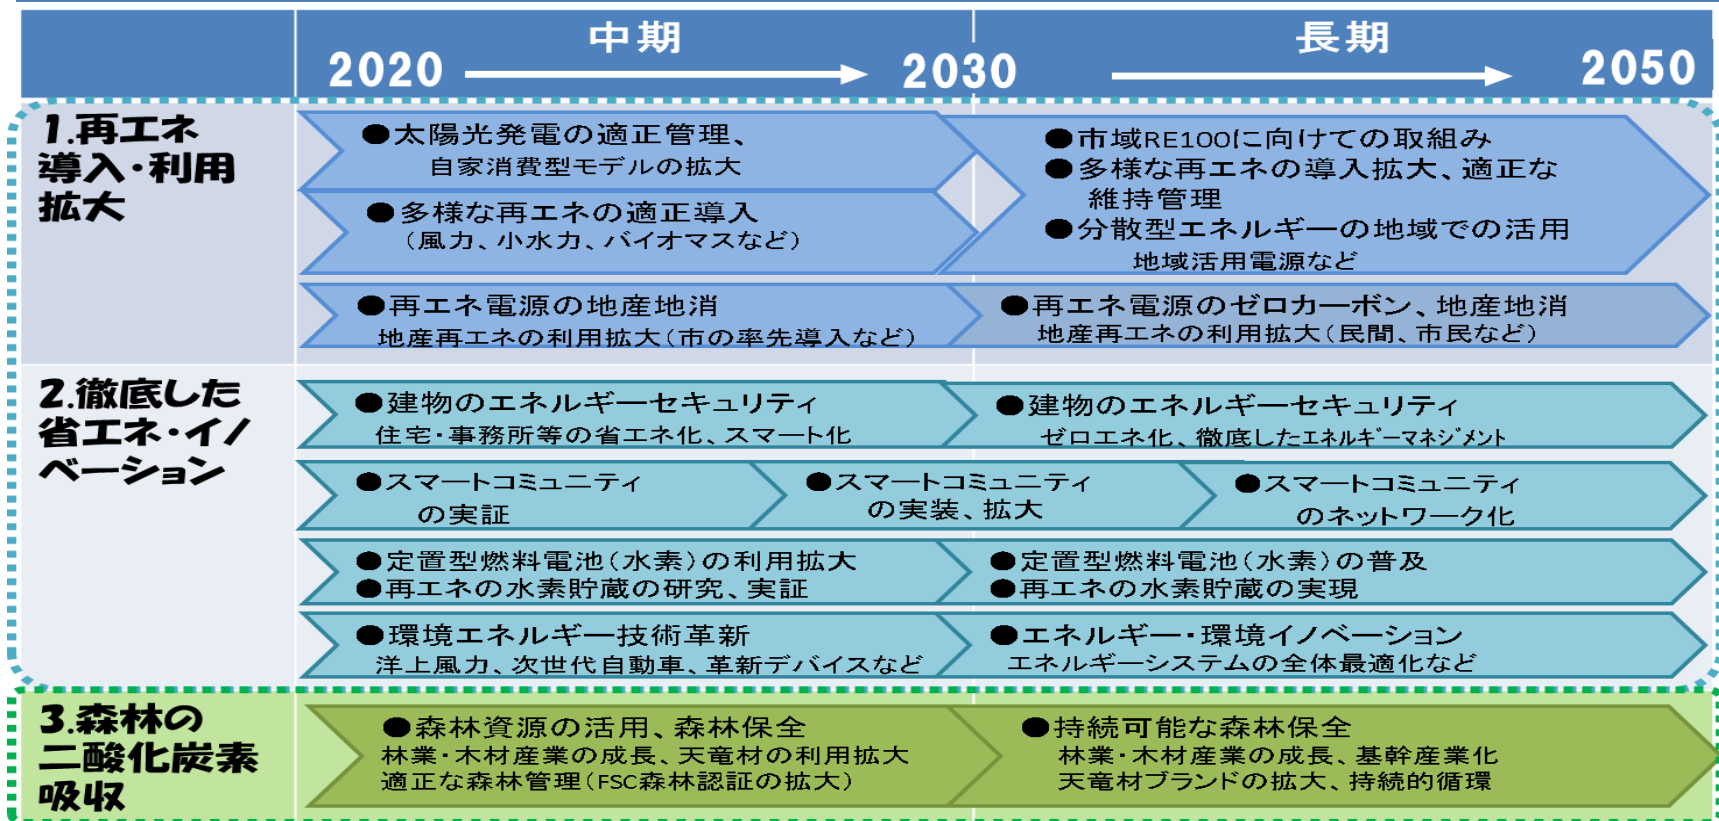 中期
長期
2020
2030
2050
1.再エネ
導入・利用
拡大
●太陽光発電の適正管理、
自家消費型モデルの拡大
●多様な再エネの適正導入
（風力、小水力、バイオマスなど）
●市域RE100に向けての取組み
●多様な再エネの導入拡大、適正な
維持管理
●分散型エネルギーの地域での活用
地域活用電源など
●再エネ電源の地産地消
地産再エネの利用拡大（市の率先導入など）
●再エネ電源のゼロカーボン、地産地消
地産再エネの利用拡大（民間、市民など）
2.徹底した
省エネ・イノ
ベーション
●建物のエネルギーセキュリティ
住宅・事務所等の省エネ化、スマート化
●建物のエネルギーセキュリティ
ゼロエネ化、徹底したエネルギーマネジメント
●スマートコミュニティ
の実証
●スマートコミュニティ
の実装、拡大
●スマートコミュニティ
のネットワーク化
●定置型燃料電池（水素）の利用拡大
●再エネの水素貯蔵の研究、実証
●定置型燃料電池（水素）の普及
●再エネの水素貯蔵の実現
●環境エネルギー技術革新
洋上風力、次世代自動車、革新デバイスなど
●エネルギー・環境イノベーション
エネルギーシステムの全体最適化など
3.森林の
二酸化炭素
吸収
●森林資源の活用、森林保全
林業・木材産業の成長、天竜材の利用拡大
適正な森林管理（FSC森林認証の拡大）
●持続可能な森林保全
林業・木材産業の成長、基幹産業化
天竜材ブランドの拡大、持続的循環